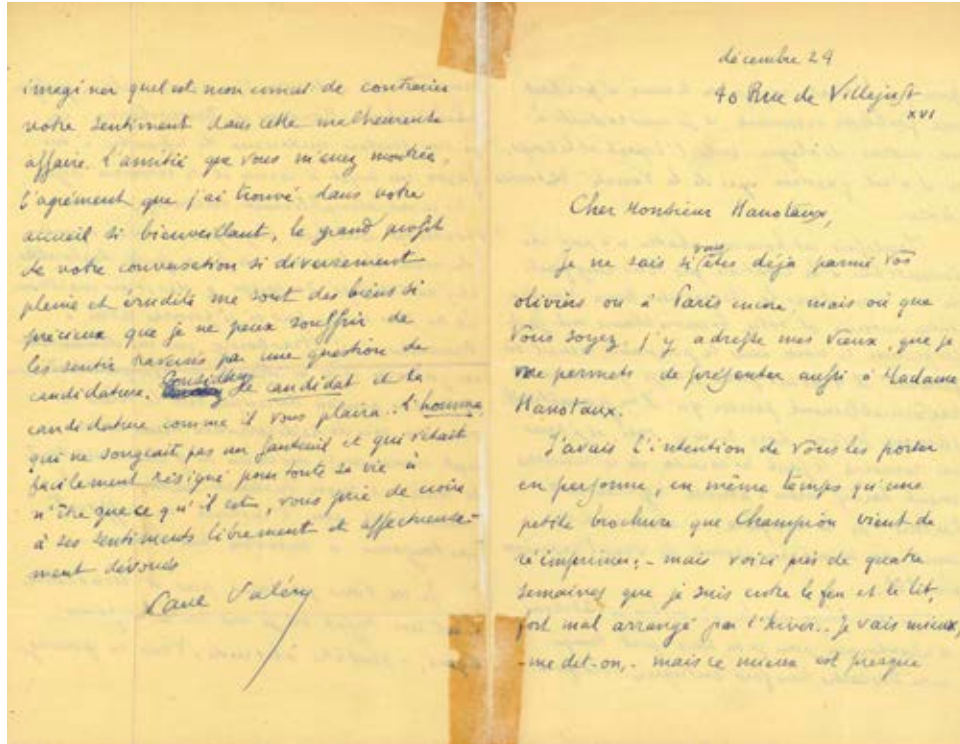 décembre 24
40 Rue de Villejust
XVI
Cher Monsieur Hanotaux,
Je ne sais si vous êtes déjà parmi vos
oliviers ou à Paris encore, mais où que
vous soyez, j'y adresse mes vœux, que je
me permets de présenter aussi à Madame
Hanotaux.
J'avais l'intention de vous les porter
en personne, en même temps qu'une
petite brochure que Champion vient de
réimprimer; - mais voici près de quatre
semaines que je suis entre le feu et le lit,
fort mal arrangé par l'hiver.. Je vais mieux,
- me dit-on, - mais ce mieux est presque
imaginer quel est mon ennui de contrarier
votre sentiment dans cette malheureuse
affaire. L'amitié que vous m'avez montrée,
l'agrément que j'ai trouvé dans votre
accueil si bienveillant, le grand profit
de votre conversation si diversement
pleine et érudite me sont des biens si
précieux que je ne peux souffrir de
les sentir par une question de
candidature. Considérez le candidat et la
candidature comme il vous plaira.. L'homme,
qui ne songeait pas au fauteuil et qui s'était
facilement résigné pour toute sa vie à
n'être que ce qu'il est, vous prie de croire
à ses sentiments librement et affectueuse-
ment dévoués
Paul Valéry